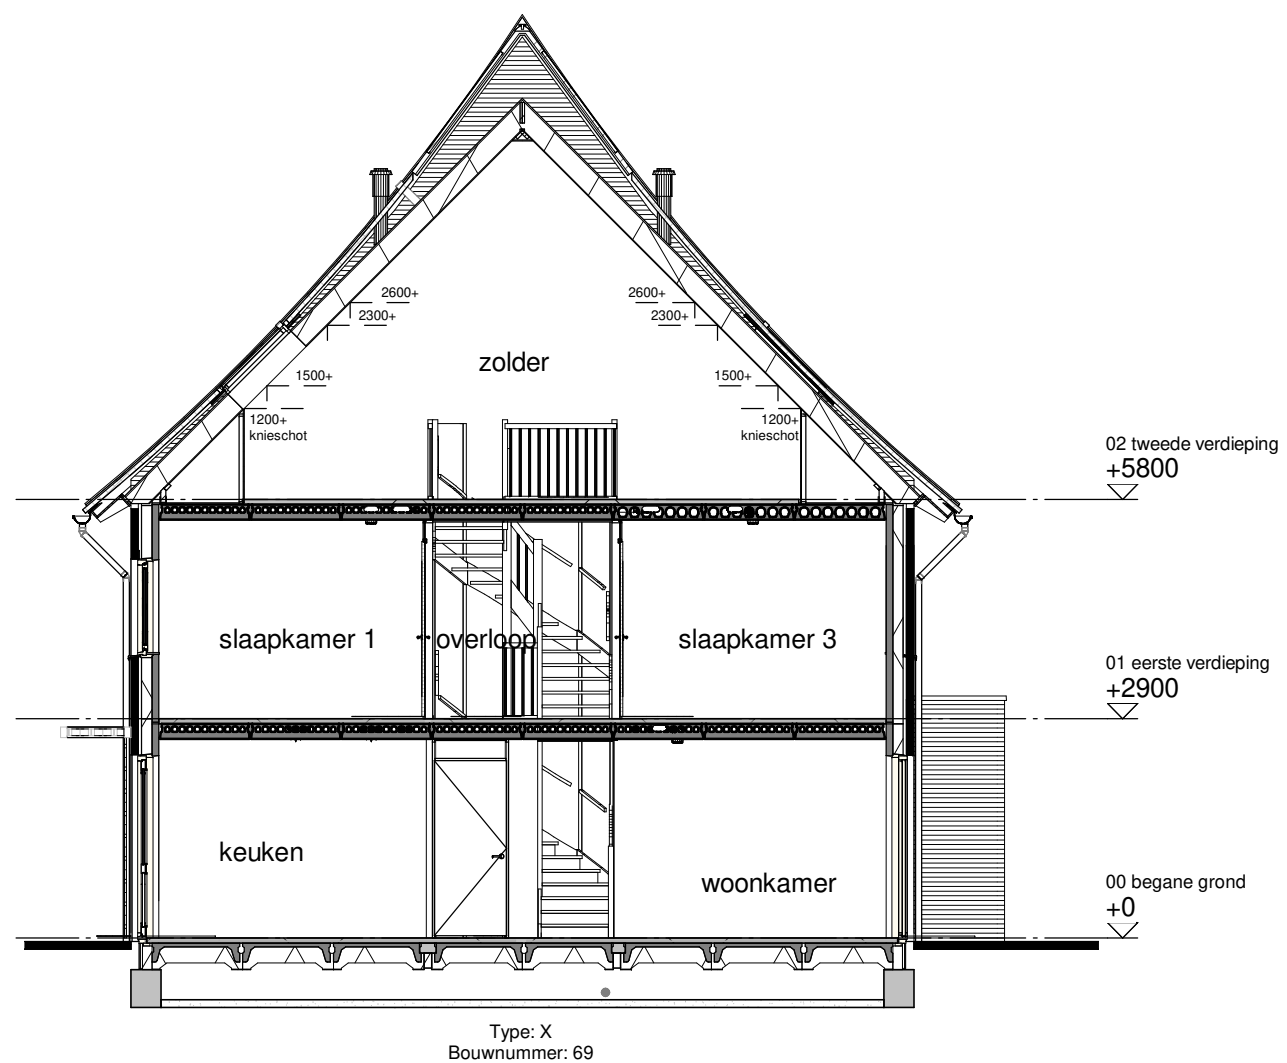 2600+
2600+
2300+
2300+
zolder
1500+
1500+
1200+
knieschot
1200+
knieschot
02 tweede verdieping
+5800
slaapkamer 1
overloop
slaapkamer 3
01 eerste verdieping
+2900
keuken
woonkamer
00 begane grond
+0
Type: X
Bouwnummer: 69